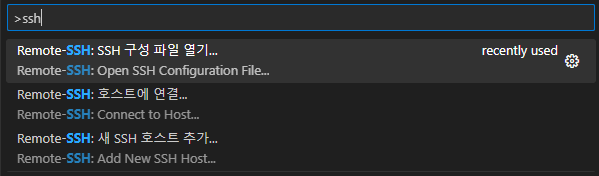 >ssh
Remote-SSH: SSH 구성 파일 열기... recently used
Remote-SSH: Open SSH Configuration File...
Remote-SSH: 호스트에 연결...
Remote-SSH: Connect to Host...
Remote-SSH: 새 SSH 호스트 추가...
Remote-SSH: Add New SSH Host...